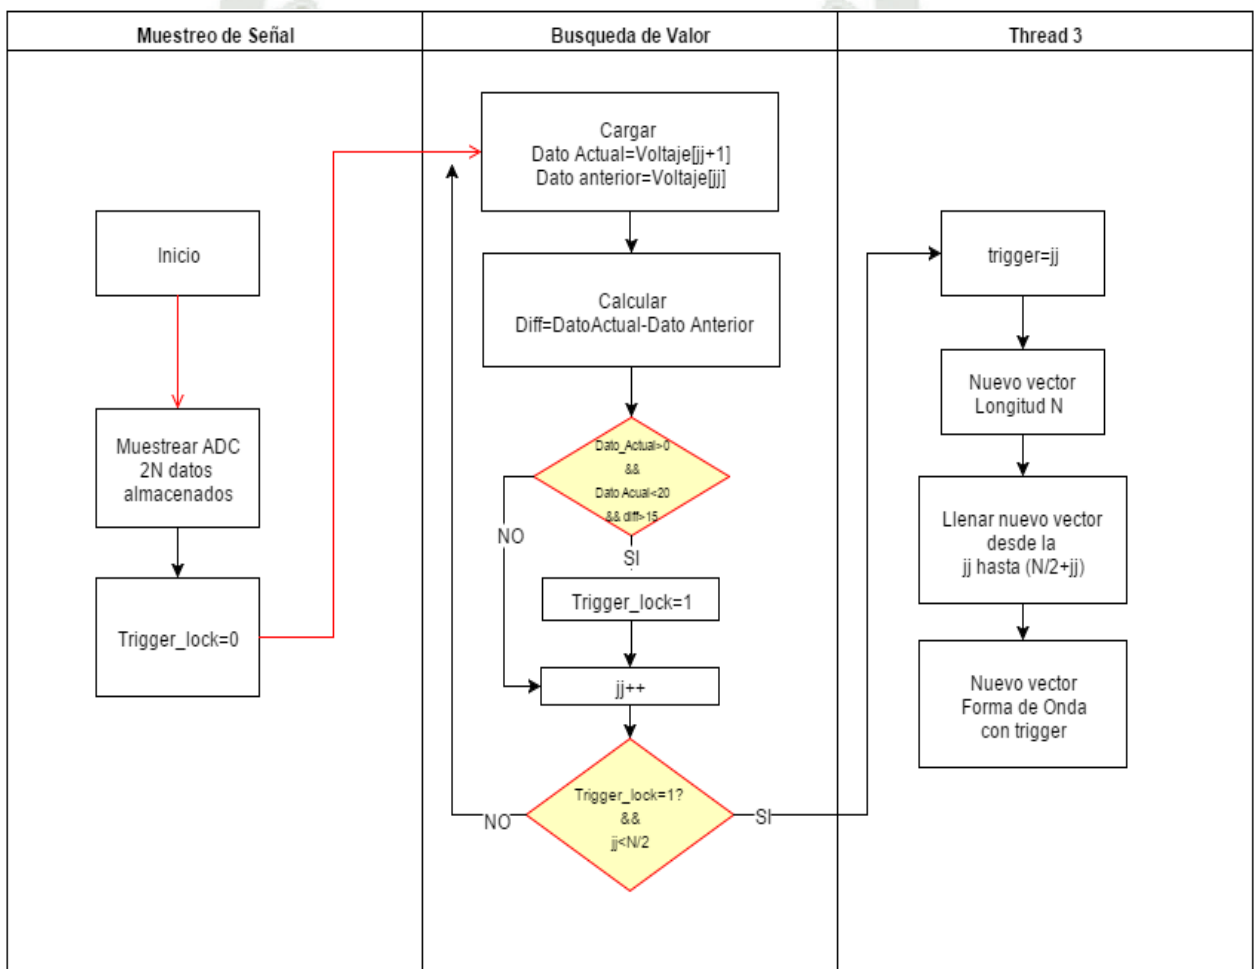 Muestreo de Señal
Busqueda de Valor
Thread 3
Inicio
Muestrear ADC
2N datos
almacenados
Trigger_lock=0
Cargar
Dato Actual=Voltaje[jj+1]
Dato anterior=Voltaje[jj]
Calcular
Diff=DatoActual-Dato Anterior
Dato_Actual>0
&&
Dato Acual<20
&& diff>15
NO
SI
Trigger_lock=1
jj++
Trigger_lock=1?
&&
jj<N/2
NO
SI
trigger=jj
Nuevo vector
Longitud N
Llenar nuevo vector
desde la
jj hasta (N/2+jj)
Nuevo vector
Forma de Onda
con trigger